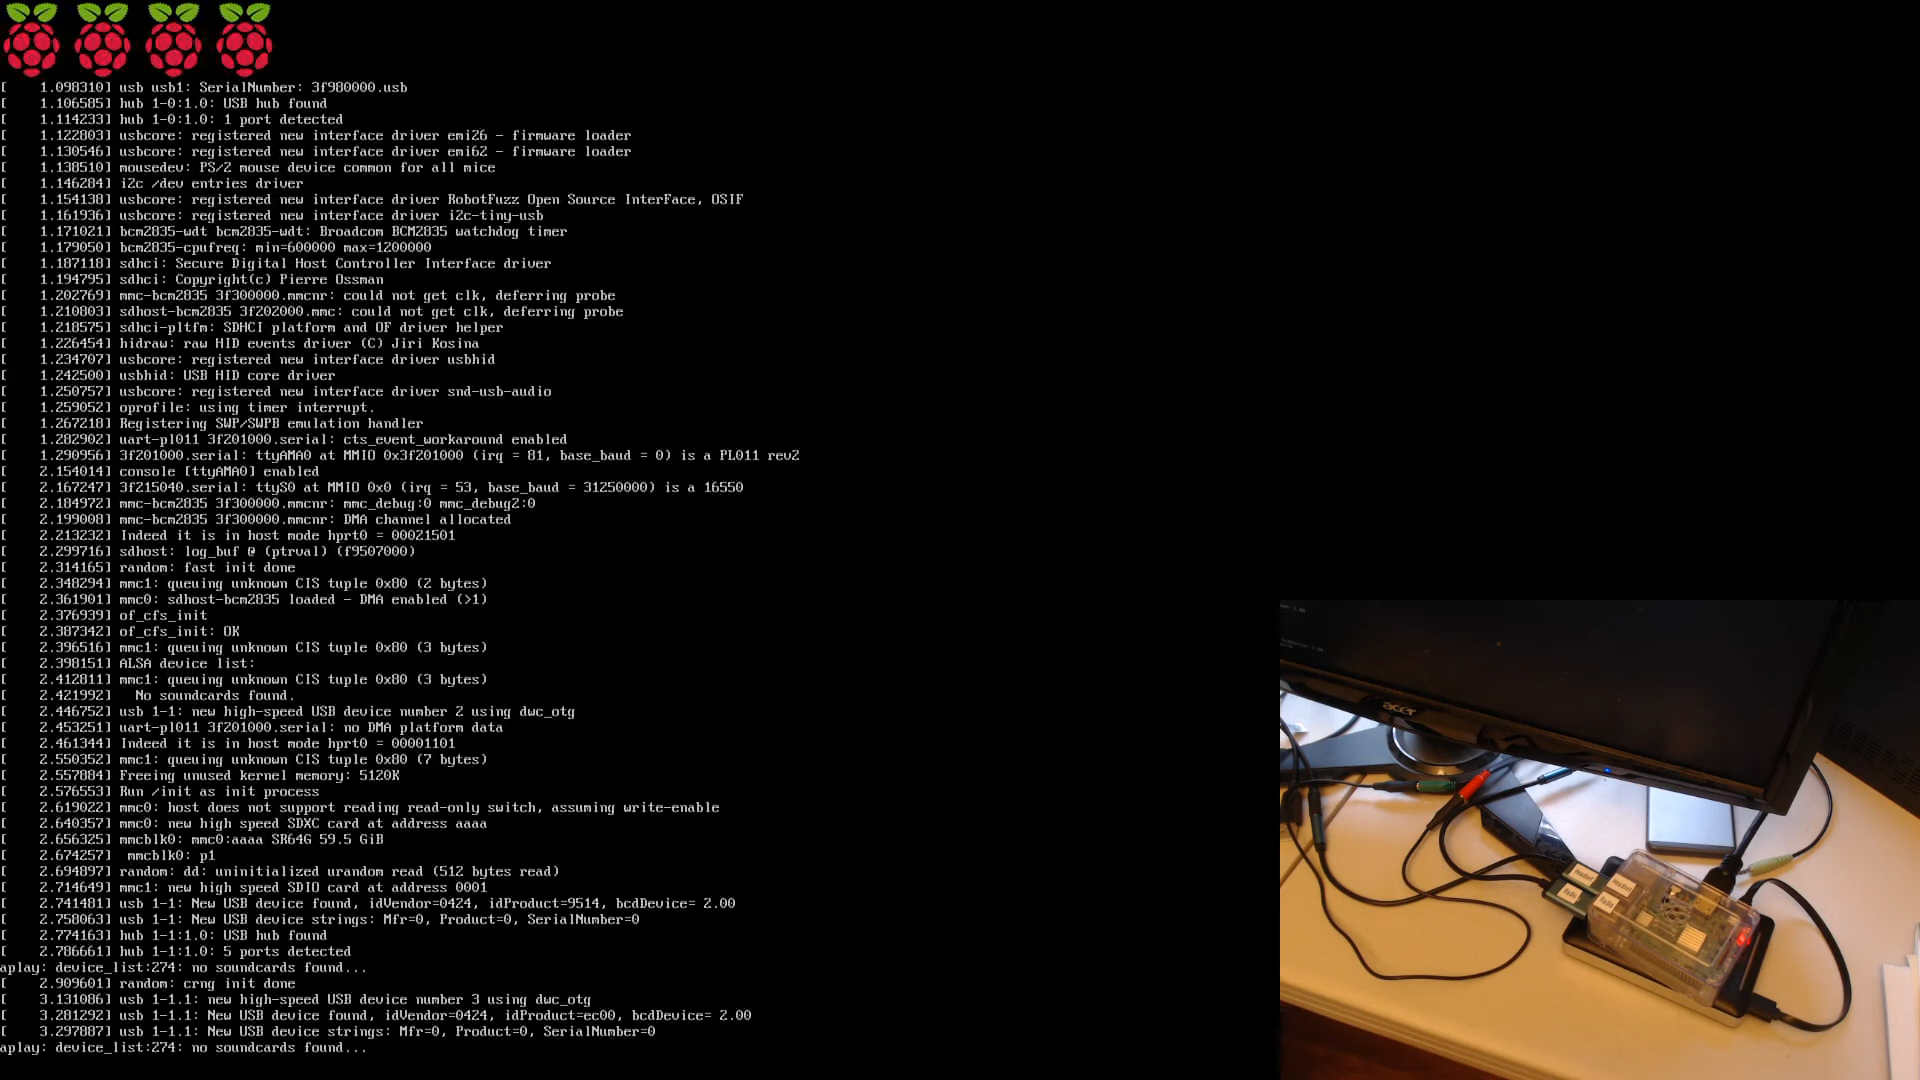 [    1.098310] usb usb1: SerialNumber: 3f980000.usb
[    1.106585] hub 1-0:1.0: USB hub found
[    1.114233] hub 1-0:1.0: 1 port detected
[    1.122803] usbcore: registered new interface driver emi26 - firmware loader
[    1.130546] usbcore: registered new interface driver emi62 - firmware loader
[    1.138510] mousedev: PS/2 mouse device common for all mice
[    1.146284] i2c /dev entries driver
[    1.154138] usbcore: registered new interface driver RobotFuzz Open Source InterFace, OSIF
[    1.161936] usbcore: registered new interface driver i2c-tiny-usb
[    1.171021] bcm2835-wdt bcm2835-wdt: Broadcom BCM2835 watchdog timer
[    1.179050] bcm2835-cpufreq: min=600000 max=1200000
[    1.187118] sdhci: Secure Digital Host Controller Interface driver
[    1.194795] sdhci: Copyright(c) Pierre Ossman
[    1.202769] mmc-bcm2835 3f300000.mmcnr: could not get clk, deferring probe
[    1.210803] sdhost-bcm2835 3f202000.mmc: could not get clk, deferring probe
[    1.218575] sdhci-pltfm: SDHCI platform and OF driver helper
[    1.226454] hidraw: raw HID events driver (C) Jiri Kosina
[    1.234707] usbcore: registered new interface driver usbhid
[    1.242500] usbhid: USB HID core driver
[    1.250757] usbcore: registered new interface driver snd-usb-audio
[    1.259052] oprofile: using timer interrupt.
[    1.267218] Registering SWP/SWPB emulation handler
[    1.282902] uart-pl011 3f201000.serial: cts_event_workaround enabled
[    1.290956] 3f201000.serial: ttyAMA0 at MMIO 0x3f201000 (irq = 81, base_baud = 0) is a PL011 rev2
[    2.154014] console [ttyAMA0] enabled
[    2.167247] 3f215040.serial: ttyS0 at MMIO 0x0 (irq = 53, base_baud = 31250000) is a 16550
[    2.184972] mmc-bcm2835 3f300000.mmcnr: mmc_debug:0 mmc_debug2:0
[    2.199008] mmc-bcm2835 3f300000.mmcnr: DMA channel allocated
[    2.213232] Indeed it is in host mode hprt0 = 00021501
[    2.299716] sdhost: log_buf @ (ptrval) (f9507000)
[    2.314165] random: fast init done
[    2.348294] mmc1: queuing unknown CIS tuple 0x80 (2 bytes)
[    2.361901] mmc0: sdhost-bcm2835 loaded - DMA enabled (>1)
[    2.376939] of_cfs_init
[    2.387342] of_cfs_init: OK
[    2.396516] mmc1: queuing unknown CIS tuple 0x80 (3 bytes)
[    2.398151] ALSA device list:
[    2.412811] mmc1: queuing unknown CIS tuple 0x80 (3 bytes)
[    2.421992]   No soundcards found.
[    2.446752] usb 1-1: new high-speed USB device number 2 using dwc_otg
[    2.453251] uart-pl011 3f201000.serial: no DMA platform data
[    2.461344] Indeed it is in host mode hprt0 = 00001101
[    2.550352] mmc1: queuing unknown CIS tuple 0x80 (7 bytes)
[    2.557884] Freeing unused kernel memory: 5120K
[    2.576553] Run /init as init process
[    2.619022] mmc0: host does not support reading read-only switch, assuming write-enable
[    2.640357] mmc0: new high speed SDXC card at address aaaa
[    2.656325] mmcblk0: mmc0:aaaa SR64G 59.5 GiB
[    2.674257]  mmcblk0: p1
[    2.694897] random: dd: uninitialized urandom read (512 bytes read)
[    2.714649] mmc1: new high speed SDIO card at address 0001
[    2.741481] usb 1-1: New USB device found, idVendor=0424, idProduct=9514, bcdDevice= 2.00
[    2.758063] usb 1-1: New USB device strings: Mfr=0, Product=0, SerialNumber=0
[    2.774163] hub 1-1:1.0: USB hub found
[    2.786661] hub 1-1:1.0: 5 ports detected
aplay: device_list:274: no soundcards found...
[    2.909601] random: crng init done
[    3.131086] usb 1-1.1: new high-speed USB device number 3 using dwc_otg
[    3.281292] usb 1-1.1: New USB device found, idVendor=0424, idProduct=ec00, bcdDevice= 2.00
[    3.297887] usb 1-1.1: New USB device strings: Mfr=0, Product=0, SerialNumber=0
aplay: device_list:274: no soundcards found...
acer